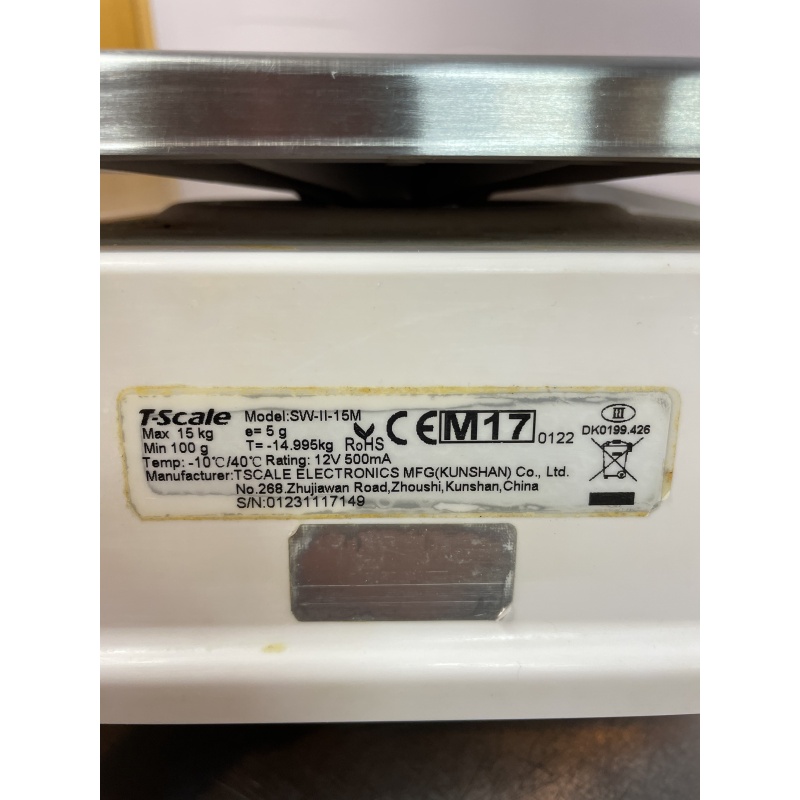 T-Scale Model:SW-II-15M
Max 15 kg e= 5 g CE M17 0122 III
Min 100 g T= -14.995kg RoHS DK0199.426
Temp: -10℃/40℃ Rating: 12V 500mA
Manufacturer:TSCALE ELECTRONICS MFG(KUNSHAN) Co., Ltd.
No.268.Zhujiawan Road,Zhoushi,Kunshan,China
S/N:01231117149